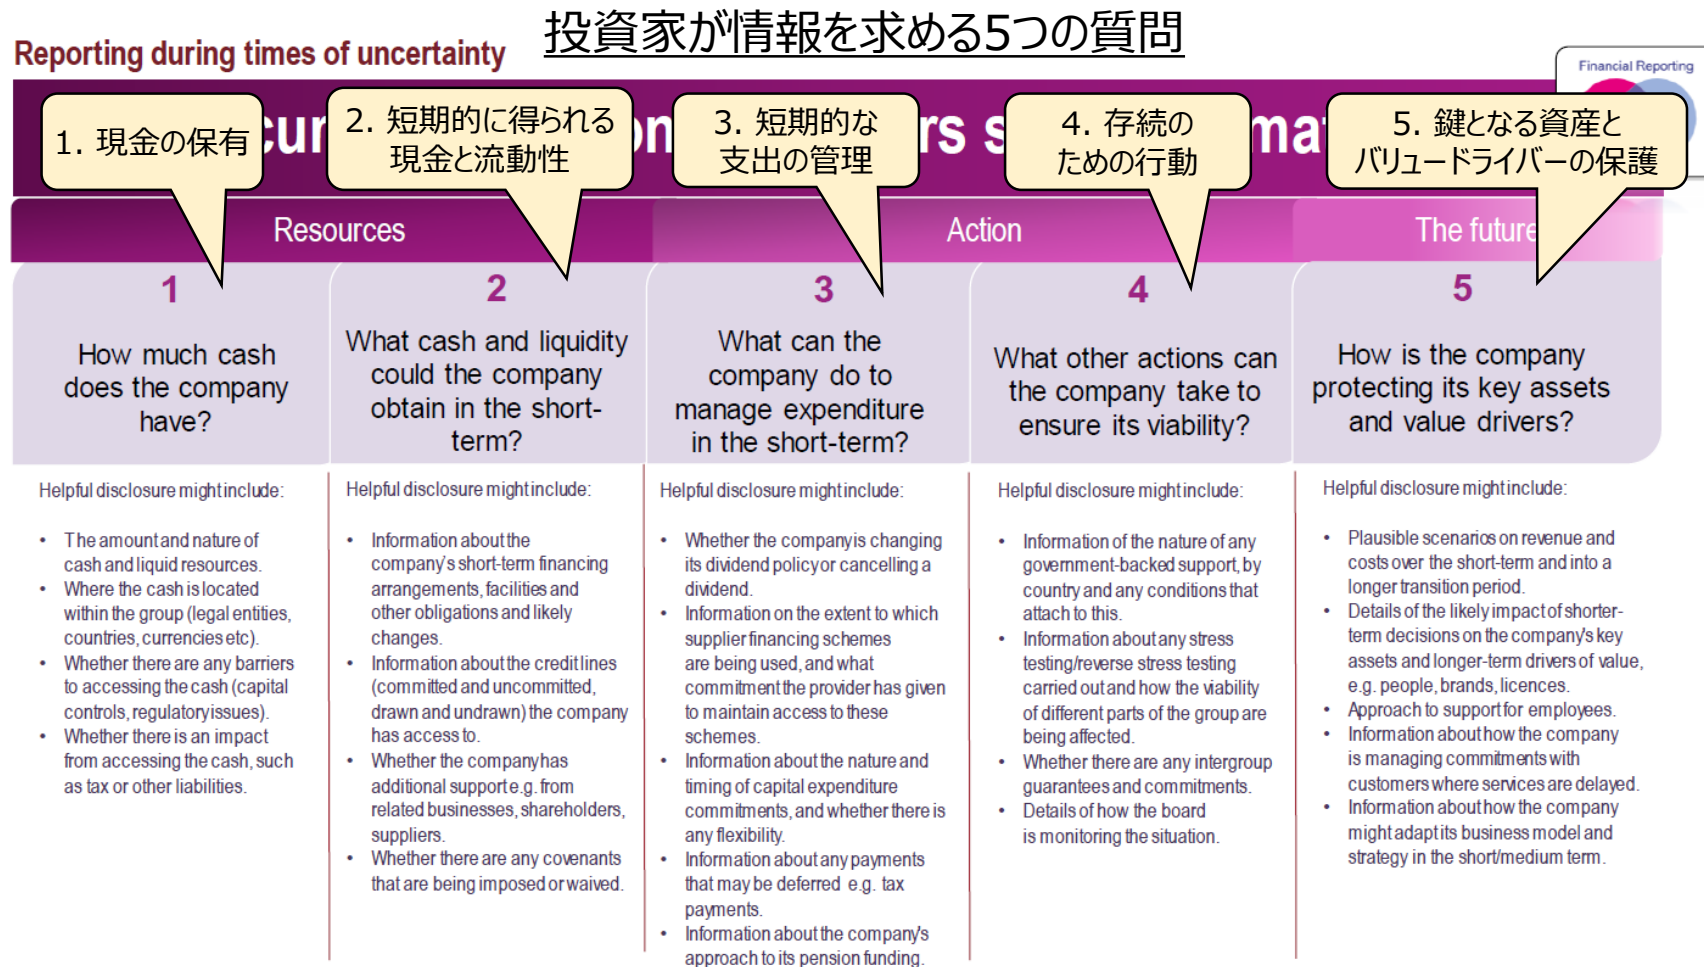 投資家が情報を求める5つの質問
Reporting during times of uncertainty
Financial Reporting
1. 現金の保有
2. 短期的に得られる
現金と流動性
3. 短期的な
支出の管理
4. 存続の
ための行動
5. 鍵となる資産と
バリュードライバーの保護
Resources
Action
The future
1
How much cash
does the company
have?
2
What cash and liquidity
could the company
obtain in the short-
term?
3
What can the
company do to
manage expenditure
in the short-term?
4
What other actions can
the company take to
ensure its viability?
5
How is the company
protecting its key assets
and value drivers?
Helpful disclosure might include:
• The amount and nature of
cash and liquid resources.
• Where the cash is located
within the group (legal entities,
countries, currencies etc).
• Whether there are any barriers
to accessing the cash (capital
controls, regulatory issues).
• Whether there is an impact
from accessing the cash, such
as tax or other liabilities.
Helpful disclosure might include:
• Information about the
company's short-term financing
arrangements, facilities and
other obligations and likely
changes.
• Information about the credit lines
(committed and uncommitted,
drawn and undrawn) the company
has access to.
• Whether the company has
additional support e.g. from
related businesses, shareholders,
suppliers.
• Whether there are any covenants
that are being imposed or waived.
Helpful disclosure might include:
• Whether the company is changing
its dividend policy or cancelling a
dividend.
• Information on the extent to which
supplier financing schemes
are being used, and what
commitment the provider has given
to maintain access to these
schemes.
• Information about the nature and
timing of capital expenditure
commitments, and whether there is
any flexibility.
• Information about any payments
that may be deferred e.g. tax
payments.
• Information about the company's
approach to its pension funding.
Helpful disclosure might include:
• Information of the nature of any
government-backed support, by
country and any conditions that
attach to this.
• Information about any stress
testing/reverse stress testing
carried out and how the viability
of different parts of the group are
being affected.
• Whether there are any intergroup
guarantees and commitments.
• Details of how the board
is monitoring the situation.
Helpful disclosure might include:
• Plausible scenarios on revenue and
costs over the short-term and into a
longer transition period.
• Details of the likely impact of shorter-
term decisions on the company's key
assets and longer-term drivers of value,
e.g. people, brands, licences.
• Approach to support for employees.
• Information about how the company
is managing commitments with
customers where services are delayed.
• Information about how the company
might adapt its business model and
strategy in the short/medium term.